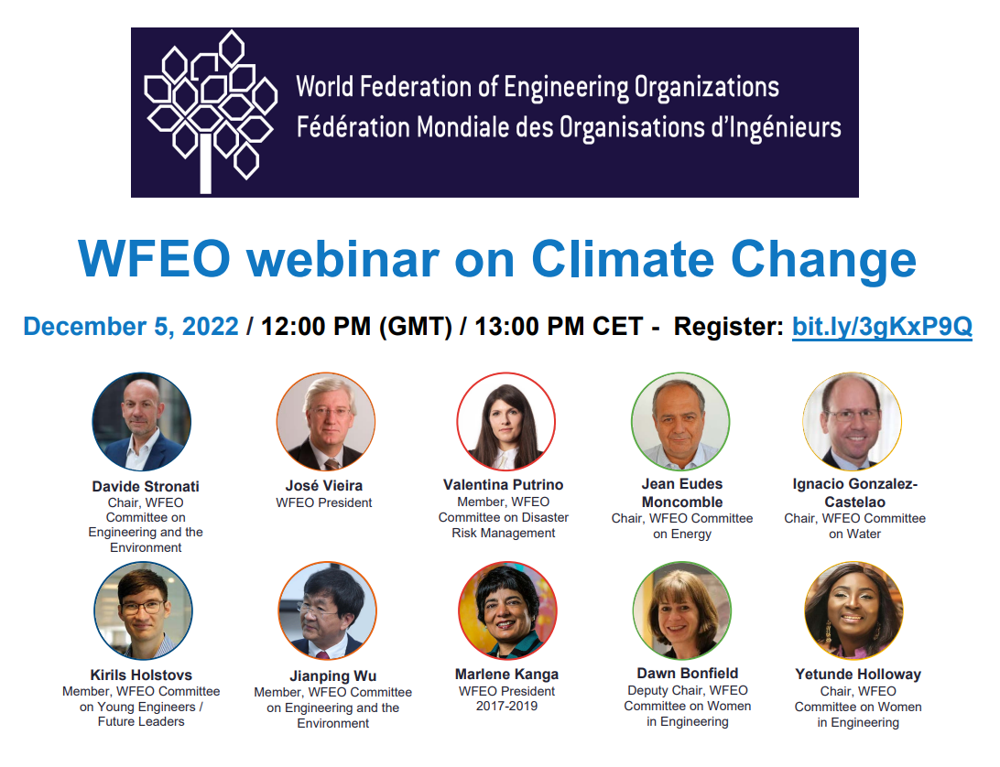 World Federation of Engineering Organizations
Fédération Mondiale des Organisations d'Ingénieurs
WFEO webinar on Climate Change
December 5, 2022 / 12:00 PM (GMT) / 13:00 PM CET - Register: bit.ly/3gKxP9Q
Davide Stronati
Chair, WFEO
Committee on
Engineering and the
Environment
José Vieira
WFEO President
Valentina Putrino
Member, WFEO
Committee on Disaster
Risk Management
Jean Eudes
Moncomble
Chair, WFEO Committee
on Energy
Ignacio Gonzalez-
Castelao
Chair, WFEO Committee
on Water
Kirils Holstovs
Member, WFEO Committee
on Young Engineers /
Future Leaders
Jianping Wu
Member, WFEO Committee
on Engineering and the
Environment
Marlene Kanga
WFEO President
2017-2019
Dawn Bonfield
Deputy Chair, WFEO
Committee on Women
in Engineering
Yetunde Holloway
Chair, WFEO
Committee on Women
in Engineering